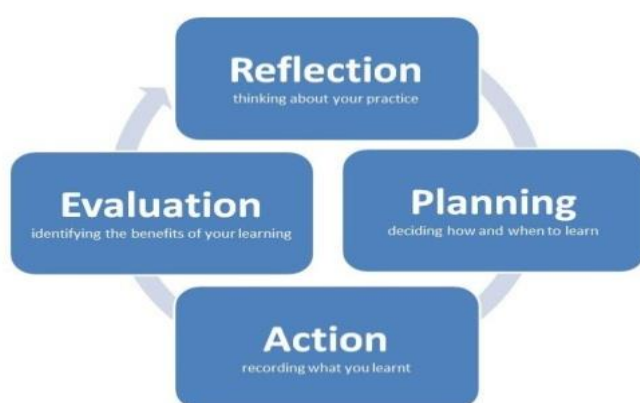 Reflection
thinking about your practice
Planning
deciding how and when to learn
Action
recording what you learnt
Evaluation
identifying the benefits of your learning